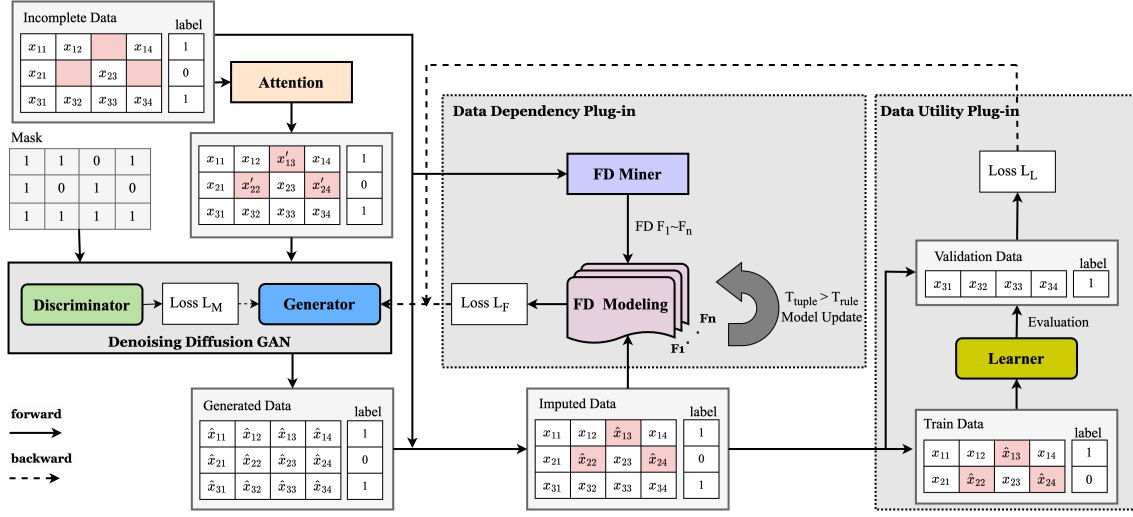 Incomplete Data
label
x₁₁ x₁₂ x₁₄ 1
x₂₁ x₂₃ 0
x₃₁ x₃₂ x₃₃ x₃₄ 1
Attention
Mask
1 1 0 1
1 0 1 0
1 1 1 1
x₁₁ x₁₂ x′₁₃ x₁₄ 1
x₂₁ x′₂₂ x₂₃ x′₂₄ 0
x₃₁ x₃₂ x₃₃ x₃₄ 1
Discriminator
Loss L_M
Generator
Denoising Diffusion GAN
Generated Data
label
x̂₁₁ x̂₁₂ x̂₁₃ x̂₁₄ 1
x̂₂₁ x̂₂₂ x̂₂₃ x̂₂₄ 0
x̂₃₁ x̂₃₂ x̂₃₃ x̂₃₄ 1
forward
backward
Data Dependency Plug-in
FD Miner
FD F₁~Fₙ
Loss L_F
FD Modeling
F1
Fn
T_tuple > T_rule
Model Update
Imputed Data
label
x₁₁ x₁₂ x̂₁₃ x₁₄ 1
x₂₁ x̂₂₂ x₂₃ x̂₂₄ 0
x₃₁ x₃₂ x₃₃ x₃₄ 1
Data Utility Plug-in
Loss L_L
Validation Data
label
x₃₁ x₃₂ x₃₃ x₃₄ 1
Evaluation
Learner
Train Data
label
x₁₁ x₁₂ x̂₁₃ x₁₄ 1
x₂₁ x̂₂₂ x₂₃ x̂₂₄ 0